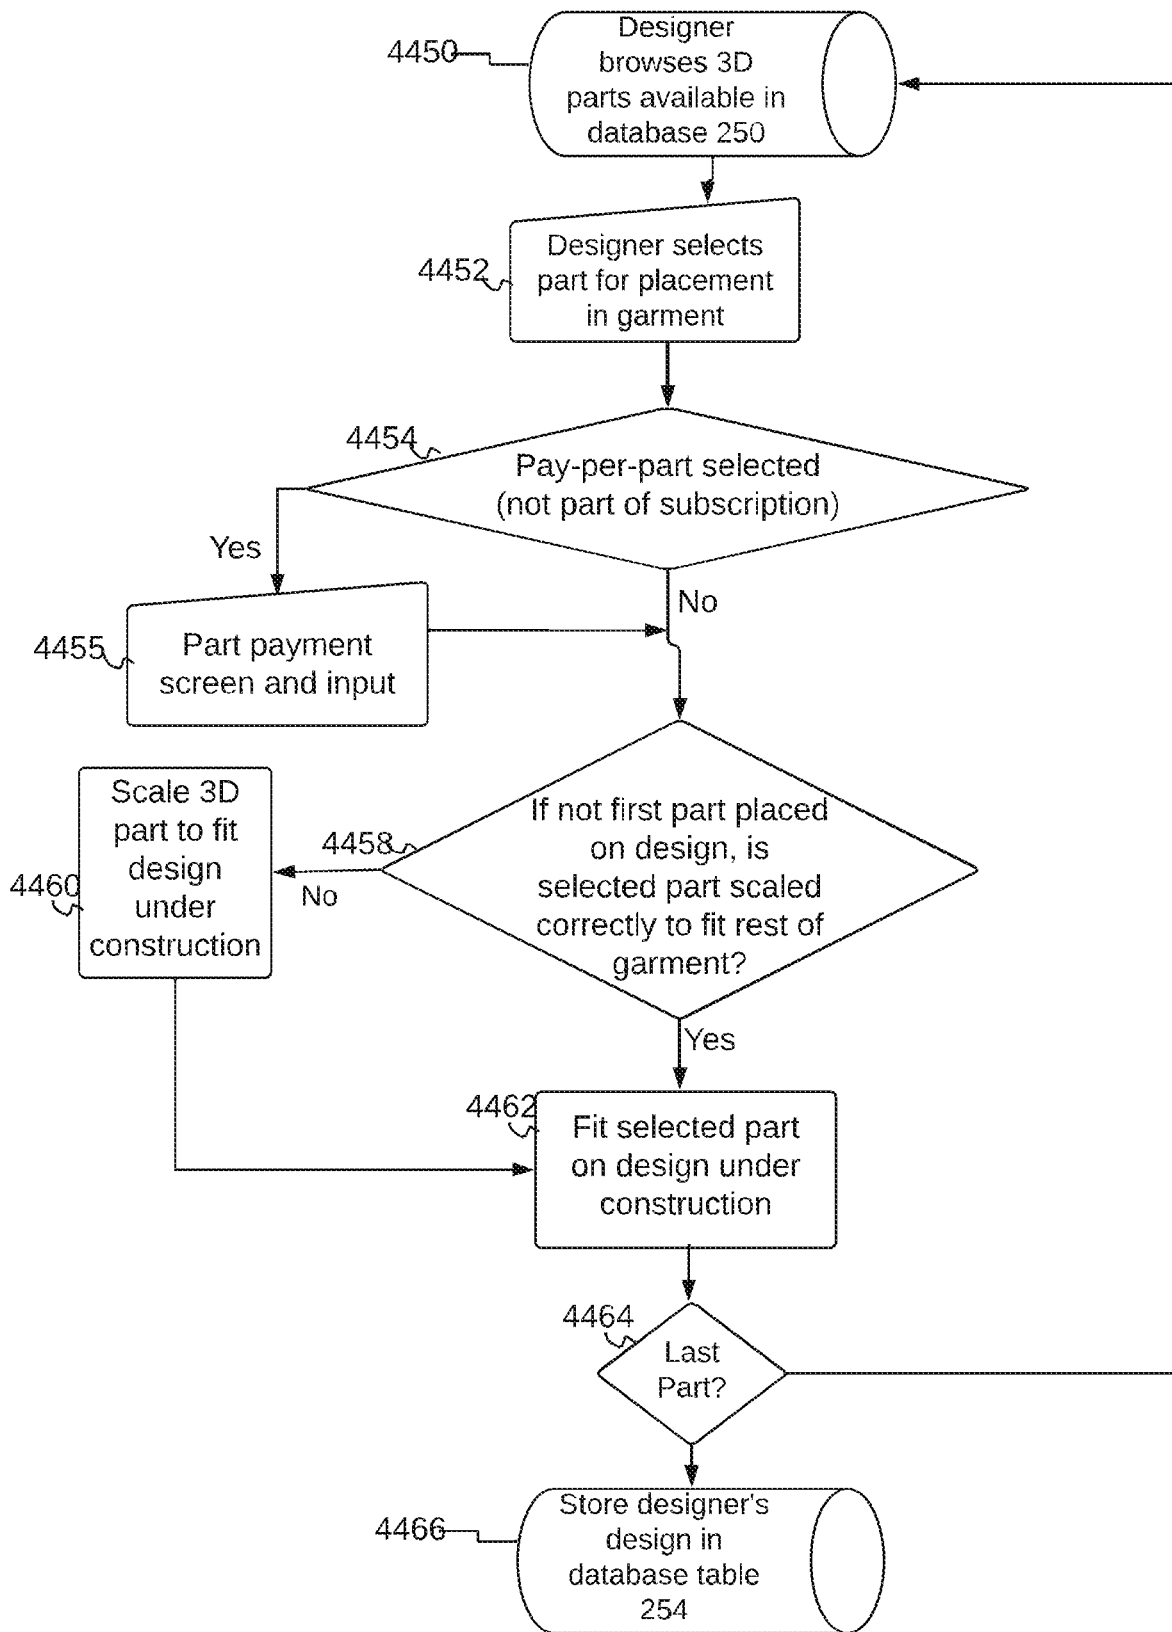 4450
Designer
browses 3D
parts available in
database 250
4452
Designer selects
part for placement
in garment
4454
Pay-per-part selected
(not part of subscription)
Yes
No
4455
Part payment
screen and input
4458
If not first part placed
on design, is
selected part scaled
correctly to fit rest of
garment?
No
4460
Scale 3D
part to fit
design
under
construction
Yes
4462
Fit selected part
on design under
construction
4464
Last
Part?
4466
Store designer's
design in
database table
254